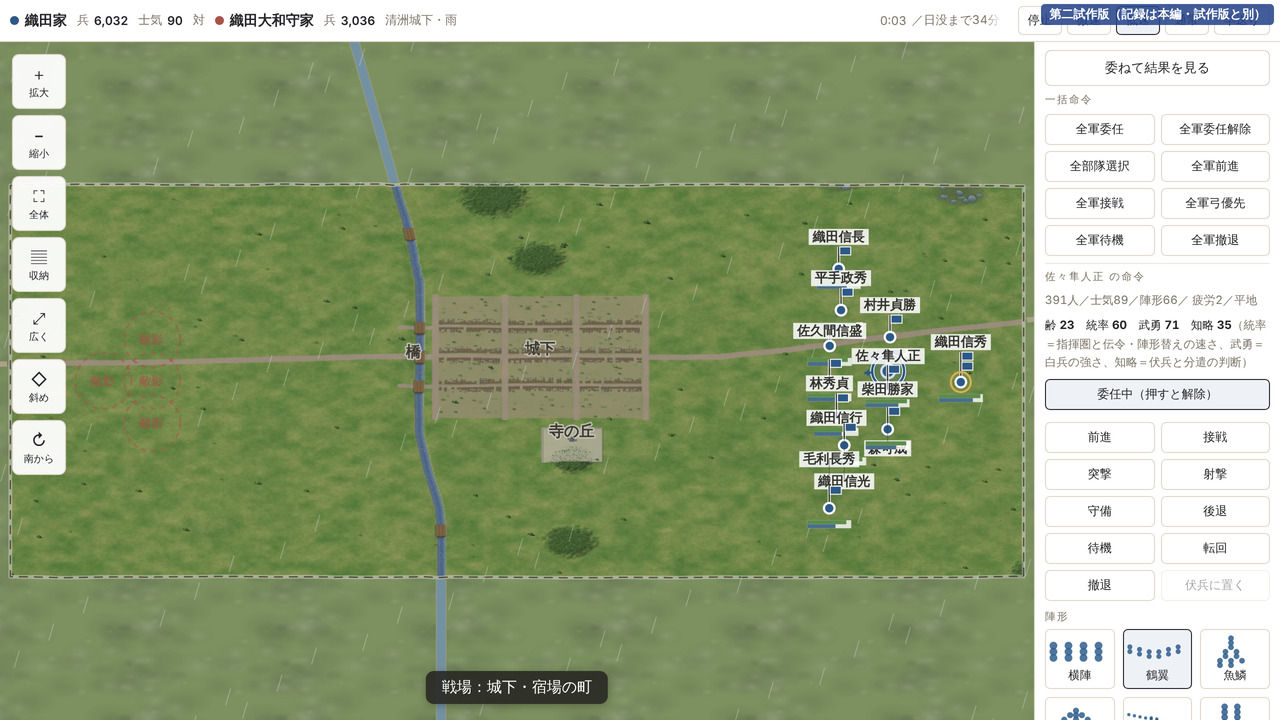 織田家 兵 6,032 士気 90 対 織田大和守家 兵 3,036 清洲城下・雨
0:03 ／日没まで34分
第二試作版（記録は本編・試作版と別）
拡大
縮小
全体
収納
広く
斜め
南から
織田信長
平手政秀
村井貞勝
佐久間信盛
織田信秀
佐々隼人正
林秀貞
柴田勝家
織田信行
毛利長秀
織田信光
橋
城下
寺の丘
戦場：城下・宿場の町
委ねて結果を見る
一括命令
全軍委任
全軍委任解除
全部隊選択
全軍前進
全軍接戦
全軍弓優先
全軍待機
全軍撤退
佐々隼人正 の命令
391人／士気89／陣形66／ 疲労2／平地
齢 23 統率 60 武勇 71 知略 35（統率
＝指揮圏と伝令・陣形替えの速さ、武勇＝
白兵の強さ、知略＝伏兵と分遣の判断）
委任中（押すと解除）
前進
接戦
突撃
射撃
守備
後退
待機
転回
撤退
伏兵に置く
陣形
横陣
鶴翼
魚鱗